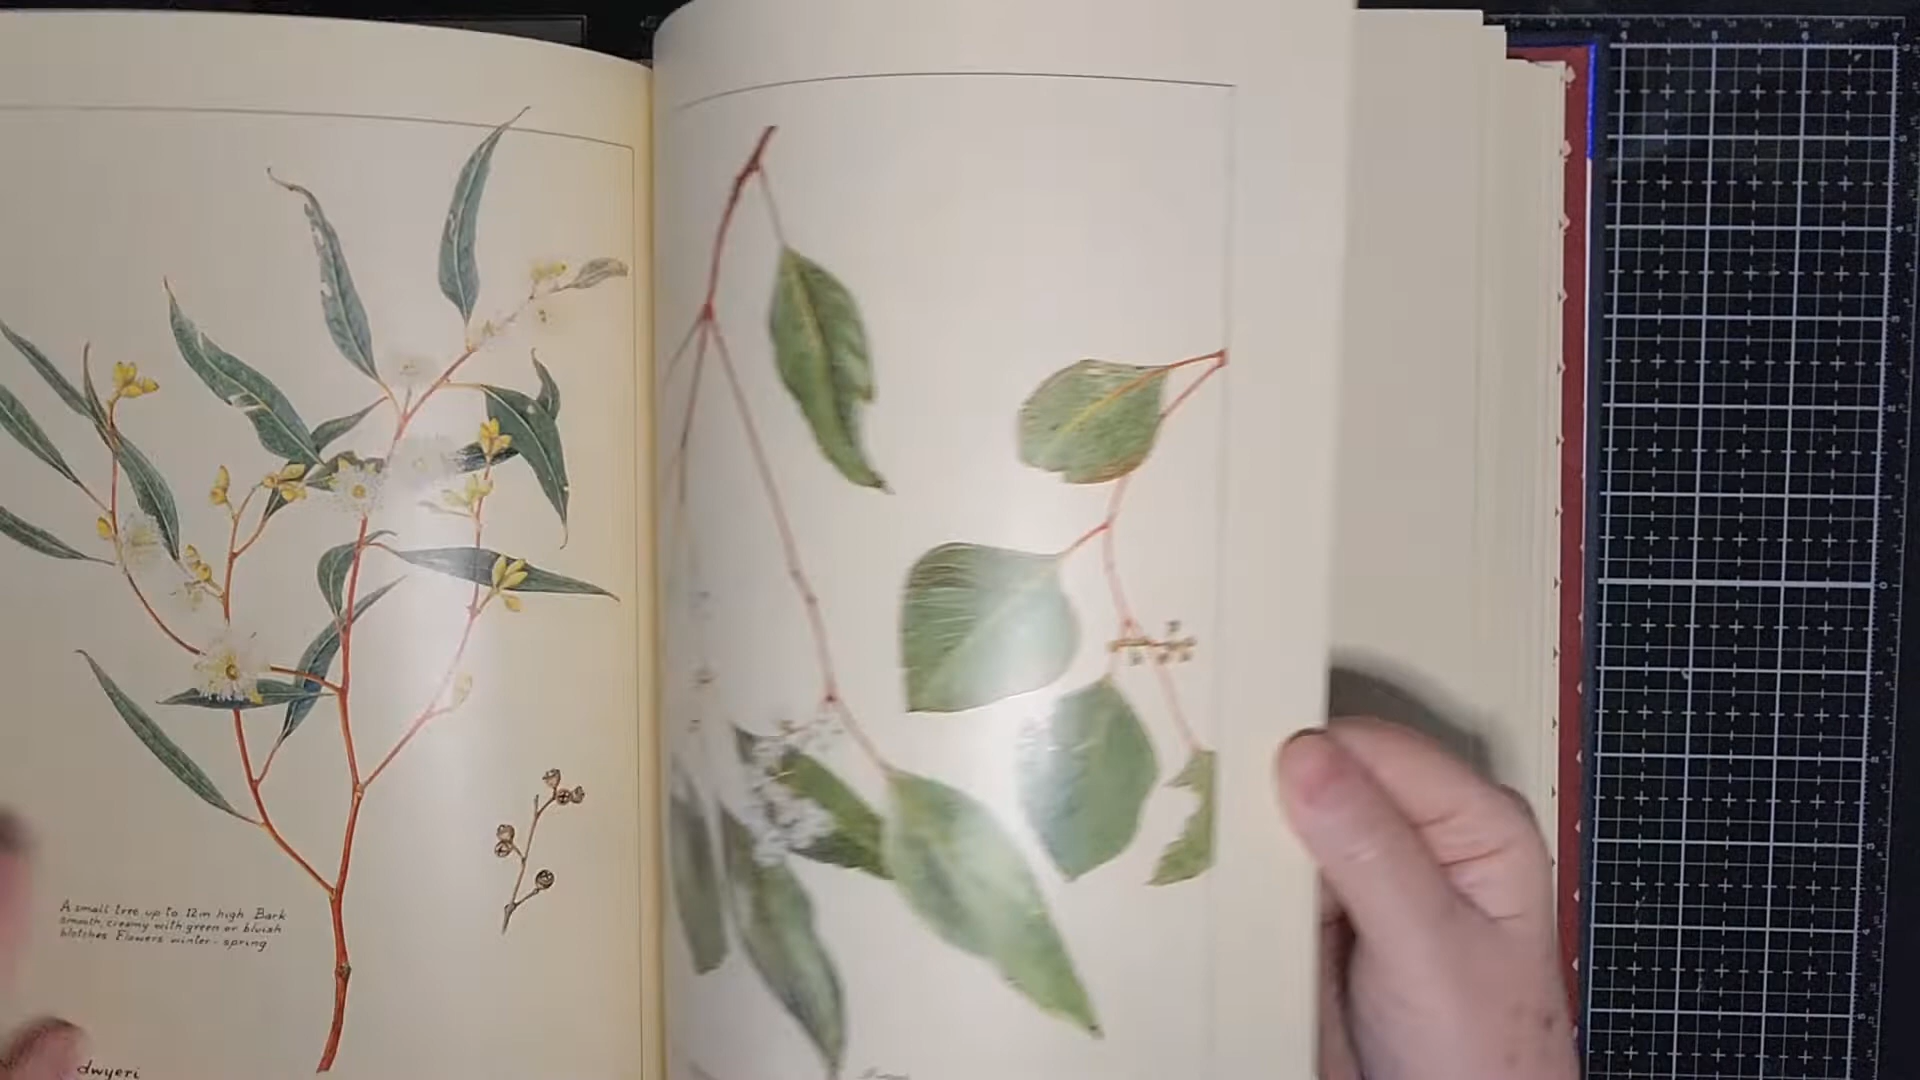 A small tree up to 12m high. Bark
smooth, creamy with green or bluish
blotches Flowers winter - spring
dwyeri